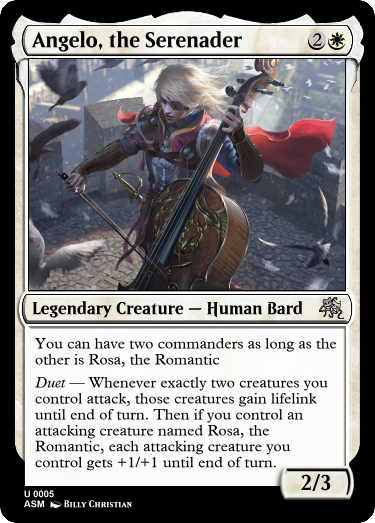 Angelo, the Serenader
2
Legendary Creature — Human Bard
You can have two commanders as long as the
other is Rosa, the Romantic
Duet — Whenever exactly two creatures you
control attack, those creatures gain lifelink
until end of turn. Then if you control an
attacking creature named Rosa, the
Romantic, each attacking creature you
control gets +1/+1 until end of turn.
2/3
U 0005
ASM Billy Christian